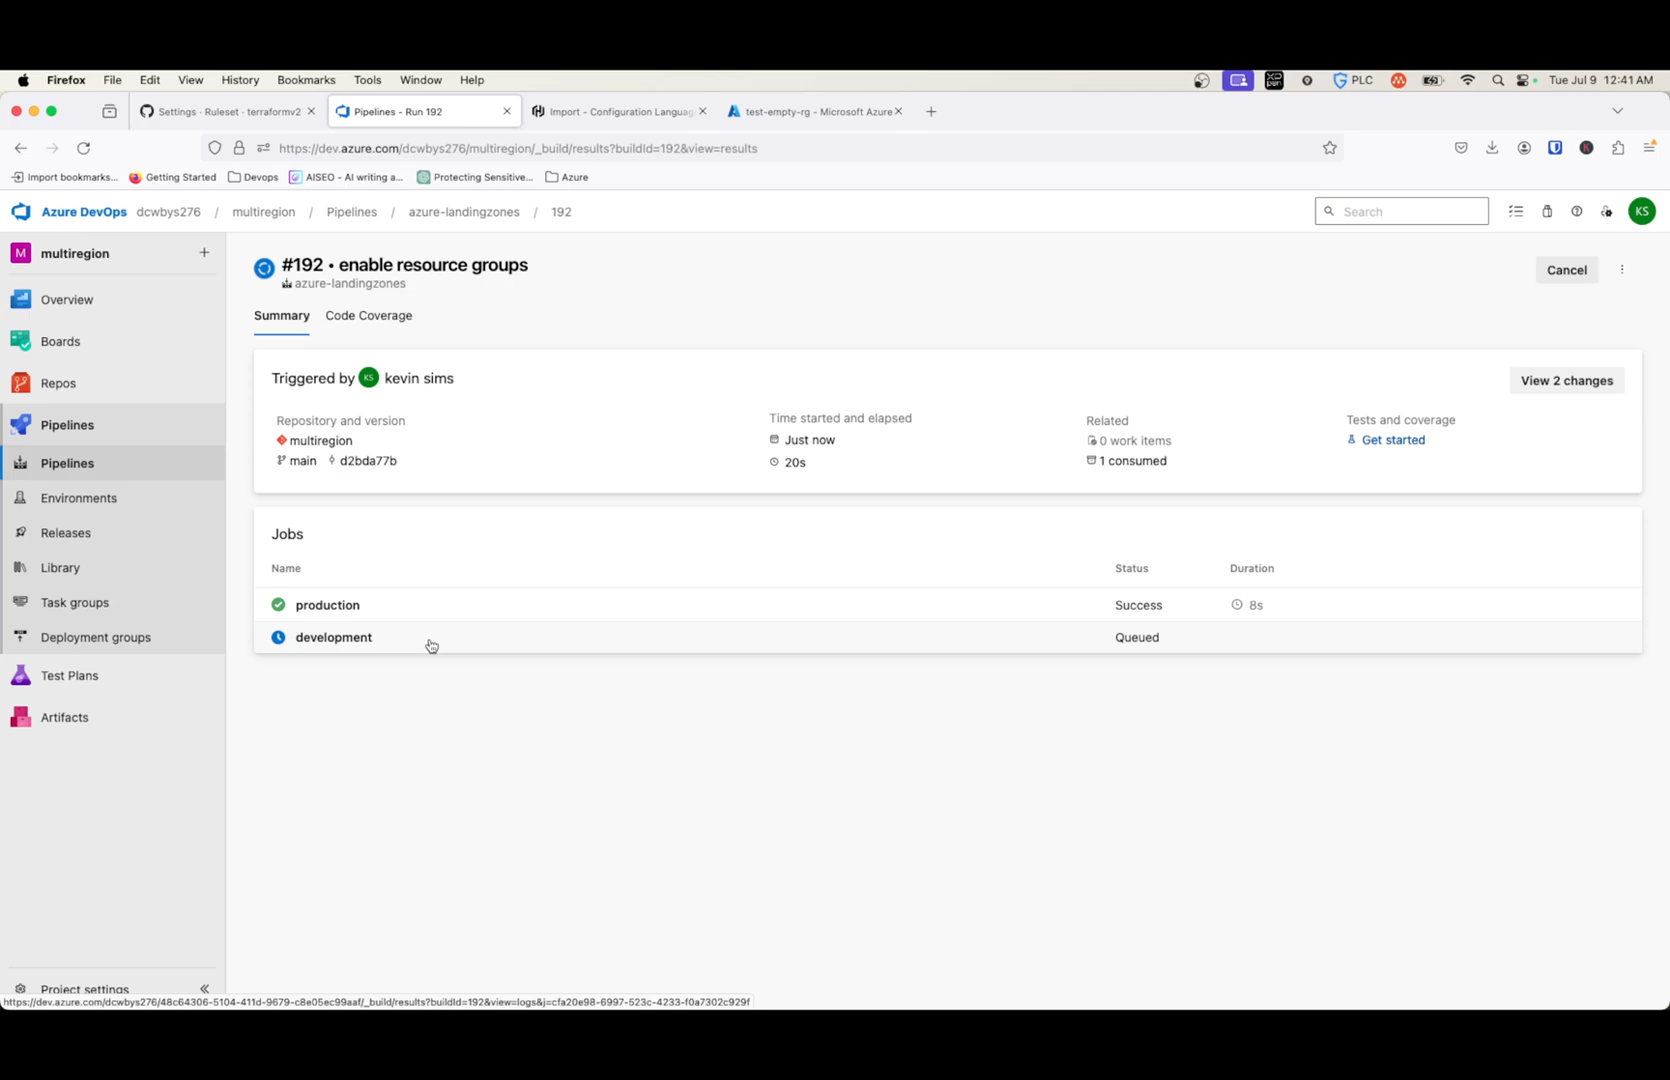 Firefox File Edit View History Bookmarks Tools Window Help PLC Tue Jul 9 12:41 AM
Settings · Ruleset · terraformv2 Pipelines - Run 192 Import - Configuration Languag test-empty-rg - Microsoft Azure
https://dev.azure.com/dcwbys276/multiregion/_build/results?buildId=192&view=results
Import bookmarks... Getting Started Devops AISEO - AI writing a... Protecting Sensitive... Azure
Azure DevOps dcwbys276 / multiregion / Pipelines / azure-landingzones / 192 Search KS
M multiregion +
Overview
Boards
Repos
Pipelines
Pipelines
Environments
Releases
Library
Task groups
Deployment groups
Test Plans
Artifacts
Project settings
#192 • enable resource groups
azure-landingzones
Cancel
Summary Code Coverage
Triggered by KS kevin sims
View 2 changes
Repository and version
multiregion
main d2bda77b
Time started and elapsed
Just now
20s
Related
0 work items
1 consumed
Tests and coverage
Get started
Jobs
Name Status Duration
production Success 8s
development Queued
https://dev.azure.com/dcwbys276/48c64306-5104-411d-9679-c8e05ec99aaf/_build/results?buildId=192&view=logs&j=cfa20e98-6997-523c-4233-f0a7302c929f